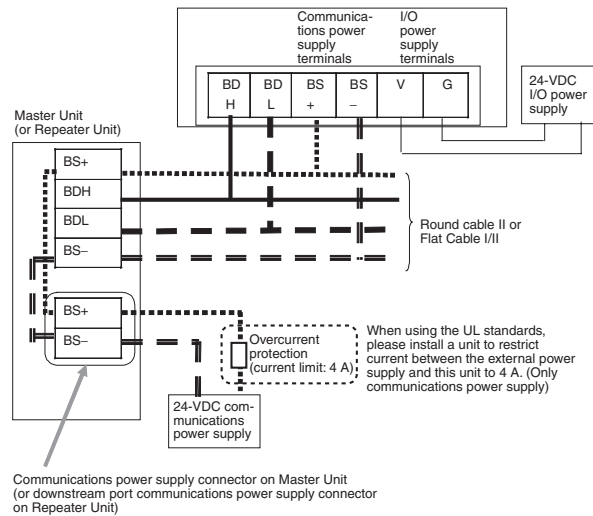 Communica-
tions power
supply
terminals
I/O
power
supply
terminals
BD
H
BD
L
BS
+
BS
–
V
G
24-VDC
I/O power
supply
Master Unit
(or Repeater Unit)
BS+
BDH
BDL
BS–
Round cable II or
Flat Cable I/II
BS+
BS–
Overcurrent
protection
(current limit: 4 A)
When using the UL standards,
please install a unit to restrict
current between the external power
supply and this unit to 4 A. (Only
communications power supply)
24-VDC com-
munications
power supply
Communications power supply connector on Master Unit
(or downstream port communications power supply connector
on Repeater Unit)